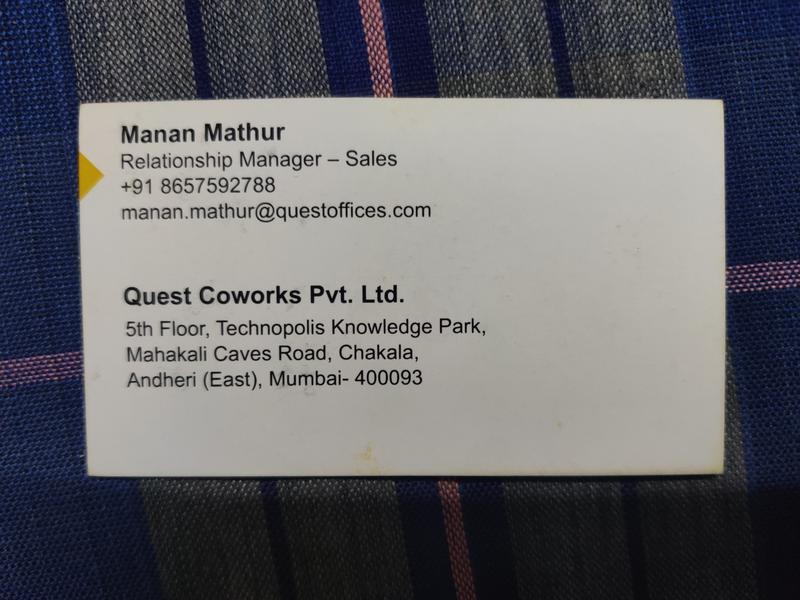 Manan Mathur
Relationship Manager – Sales
+91 8657592788
manan.mathur@questoffices.com
Quest Coworks Pvt. Ltd.
5th Floor, Technopolis Knowledge Park,
Mahakali Caves Road, Chakala,
Andheri (East), Mumbai- 400093